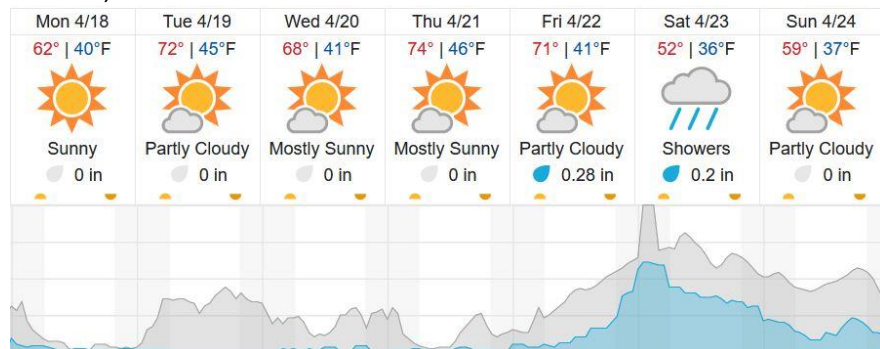 Mon 4/18 Tue 4/19 Wed 4/20 Thu 4/21 Fri 4/22 Sat 4/23 Sun 4/24
62° | 40°F 72° | 45°F 68° | 41°F 74° | 46°F 71° | 41°F 52° | 36°F 59° | 37°F
Sunny Partly Cloudy Mostly Sunny Mostly Sunny Partly Cloudy Showers Partly Cloudy
0 in 0 in 0 in 0 in 0.28 in 0.2 in 0 in